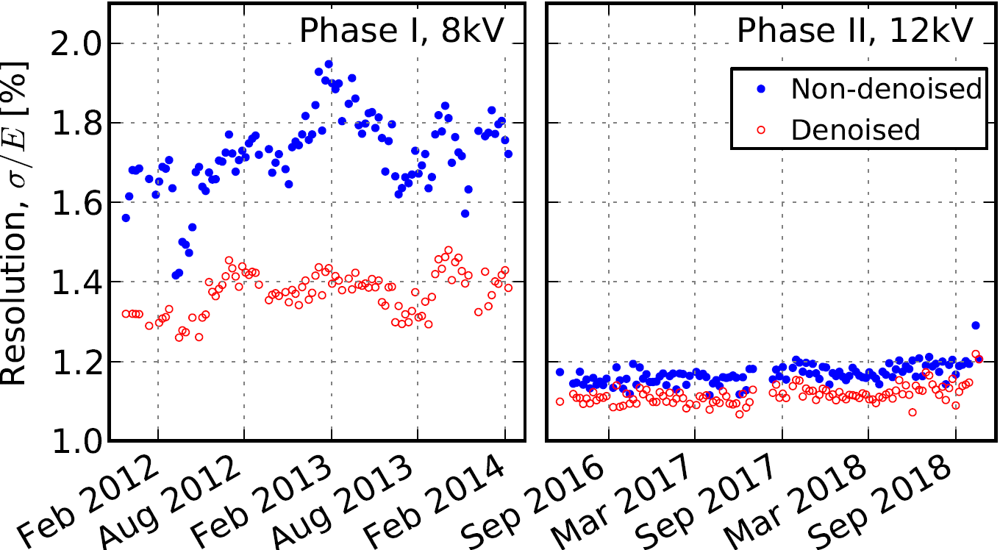 Phase I, 8kV
Phase II, 12kV
Non-denoised
Denoised
Resolution, σ/E [%]
2.0
1.8
1.6
1.4
1.2
1.0
Feb 2012
Aug 2012
Feb 2013
Aug 2013
Feb 2014
Sep 2016
Mar 2017
Sep 2017
Mar 2018
Sep 2018